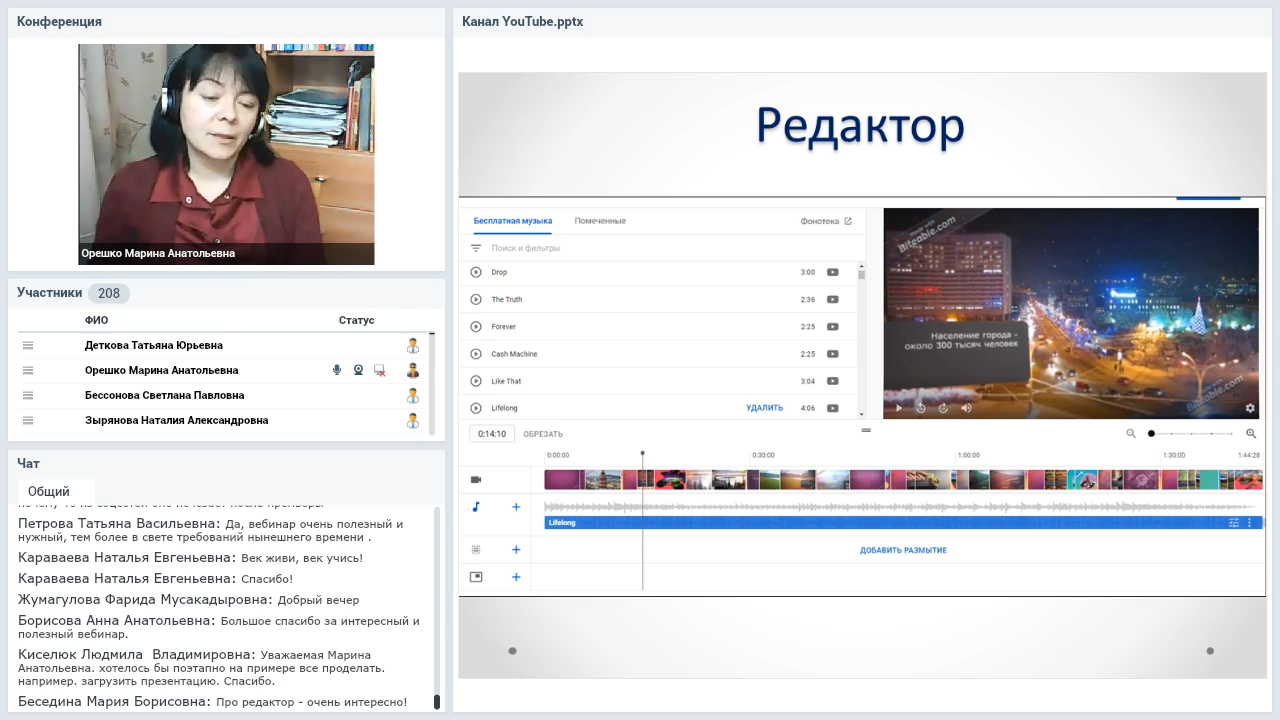 Конференция
Орешко Марина Анатольевна
Участники 208
ФИО Статус
Деткова Татьяна Юрьевна
Орешко Марина Анатольевна
Бессонова Светлана Павловна
Зырянова Наталия Александровна
Чат
Общий
Петрова Татьяна Васильевна: Да, вебинар очень полезный и
нужный, тем более в свете требований нынешнего времени .
Караваева Наталья Евгеньевна: Век живи, век учись!
Караваева Наталья Евгеньевна: Спасибо!
Жумагулова Фарида Мусакадыровна: Добрый вечер
Борисова Анна Анатольевна: Большое спасибо за интересный и
полезный вебинар.
Киселюк Людмила Владимировна: Уважаемая Марина
Анатольевна. хотелось бы поэтапно на примере все проделать.
например. загрузить презентацию. Спасибо.
Беседина Мария Борисовна: Про редактор - очень интересно!
Канал YouTube.pptx
Редактор
Бесплатная музыка Помеченные Фонотека
Поиск и фильтры
Drop 3:00
The Truth 2:36
Forever 2:25
Cash Machine 2:25
Like That 3:04
Lifelong УДАЛИТЬ 4:06
made with
Biteable.com
Население города -
около 300 тысяч человек
Biteable.com
0:14:10 ОБРЕЗАТЬ
0:00:00 0:30:00 1:00:00 1:30:00 1:44:28
Lifelong
ДОБАВИТЬ РАЗМЫТИЕ